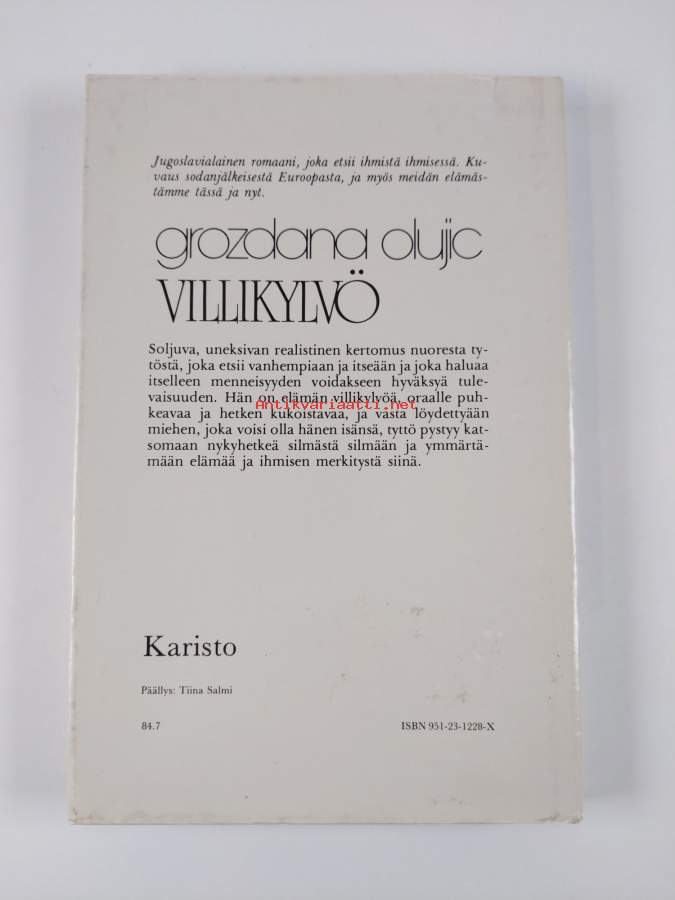 Jugoslavialainen romaani, joka etsii ihmistä ihmisessä. Ku-
vaus sodanjälkeisestä Euroopasta, ja myös meidän elämäs-
tämme tässä ja nyt.
grozdana olujic
VILLIKYLVÖ
Soljuva, uneksivan realistinen kertomus nuoresta ty-
töstä, joka etsii vanhempiaan ja itseään ja joka haluaa
itselleen menneisyyden voidakseen hyväksyä tule-
vaisuuden. Hän on elämän villikylvöä, oraalle puh-
Antikvariaatti.net
keavaa ja hetken kukoistavaa, ja vasta löydettyään
miehen, joka voisi olla hänen isänsä, tyttö pystyy kat-
somaan nykyhetkeä silmästä silmään ja ymmärtä-
mään elämää ja ihmisen merkitystä siinä.
Karisto
Päällys: Tiina Salmi
84.7 ISBN 951-23-1228-X